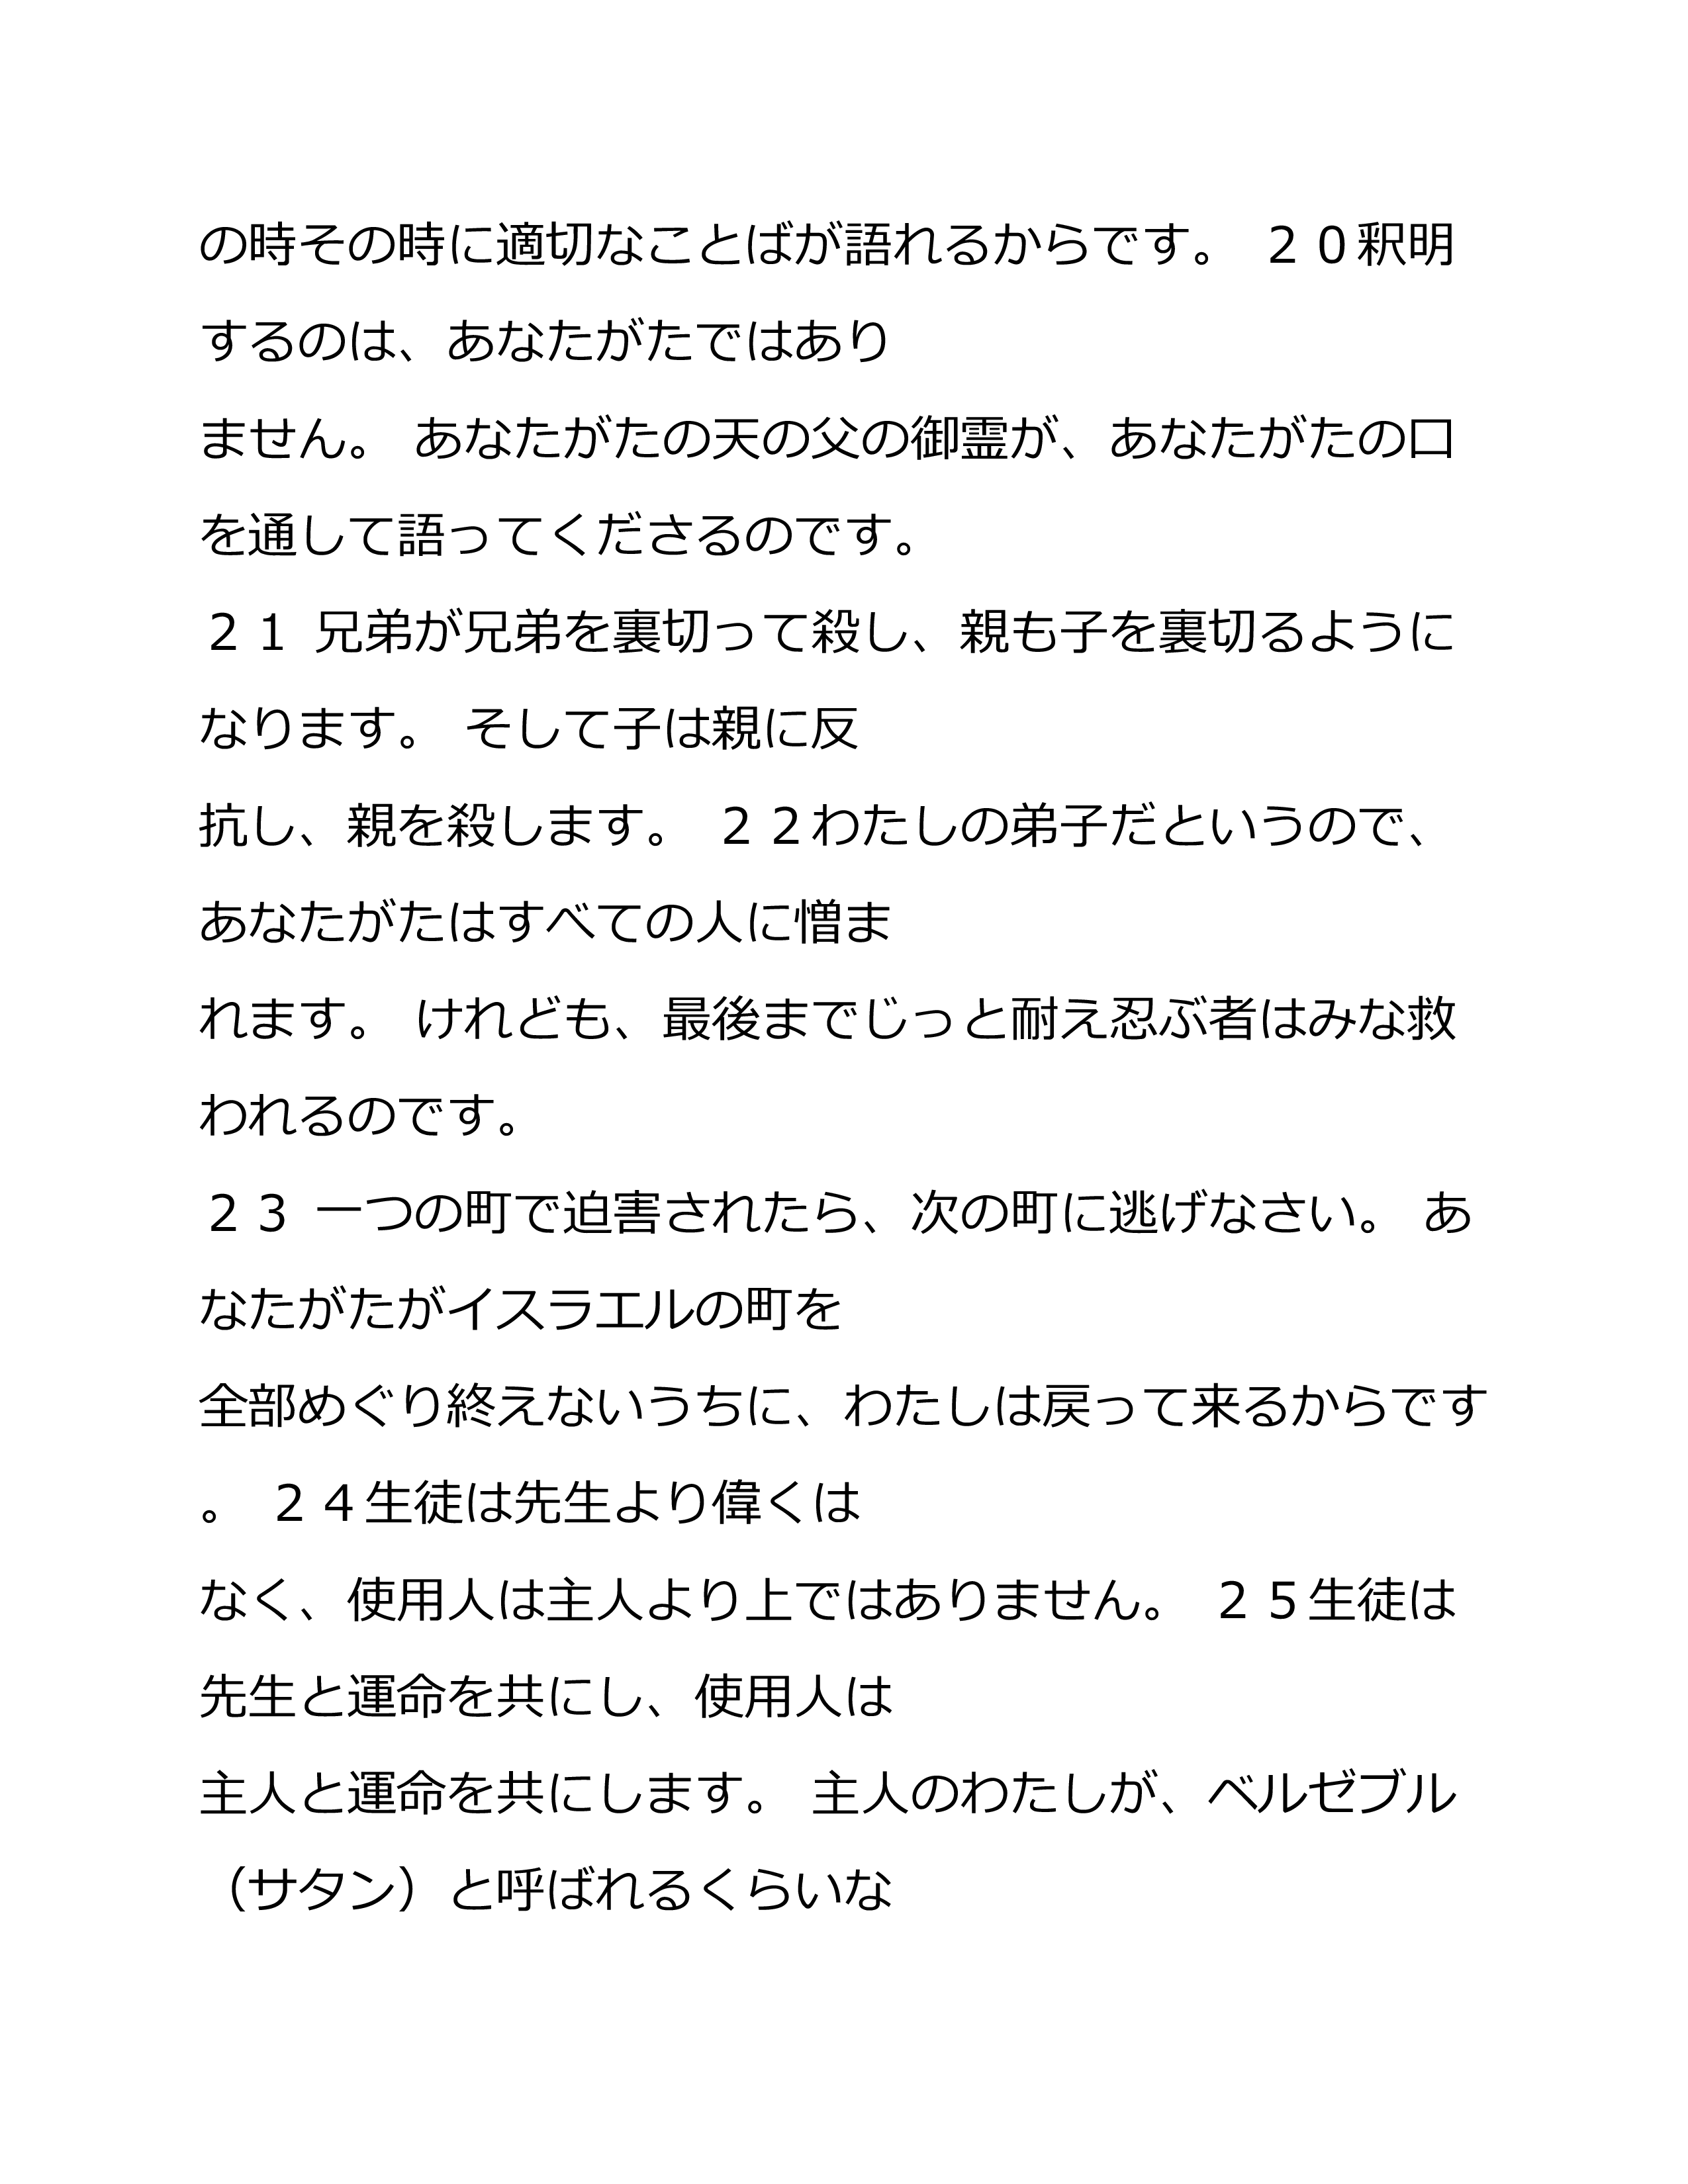 の時その時に適切なことばが語れるからです。 ２０釈明
するのは、あなたがたではあり
ません。 あなたがたの天の父の御霊が、あなたがたの口
を通して語ってくださるのです。
２１ 兄弟が兄弟を裏切って殺し、親も子を裏切るように
なります。 そして子は親に反
抗し、親を殺します。 ２２わたしの弟子だというので、
あなたがたはすべての人に憎ま
れます。 けれども、最後までじっと耐え忍ぶ者はみな救
われるのです。
２３ 一つの町で迫害されたら、次の町に逃げなさい。 あ
なたがたがイスラエルの町を
全部めぐり終えないうちに、わたしは戻って来るからです
。 ２４生徒は先生より偉くは
なく、使用人は主人より上ではありません。 ２５生徒は
先生と運命を共にし、使用人は
主人と運命を共にします。 主人のわたしが、ベルゼブル
（サタン）と呼ばれるくらいな